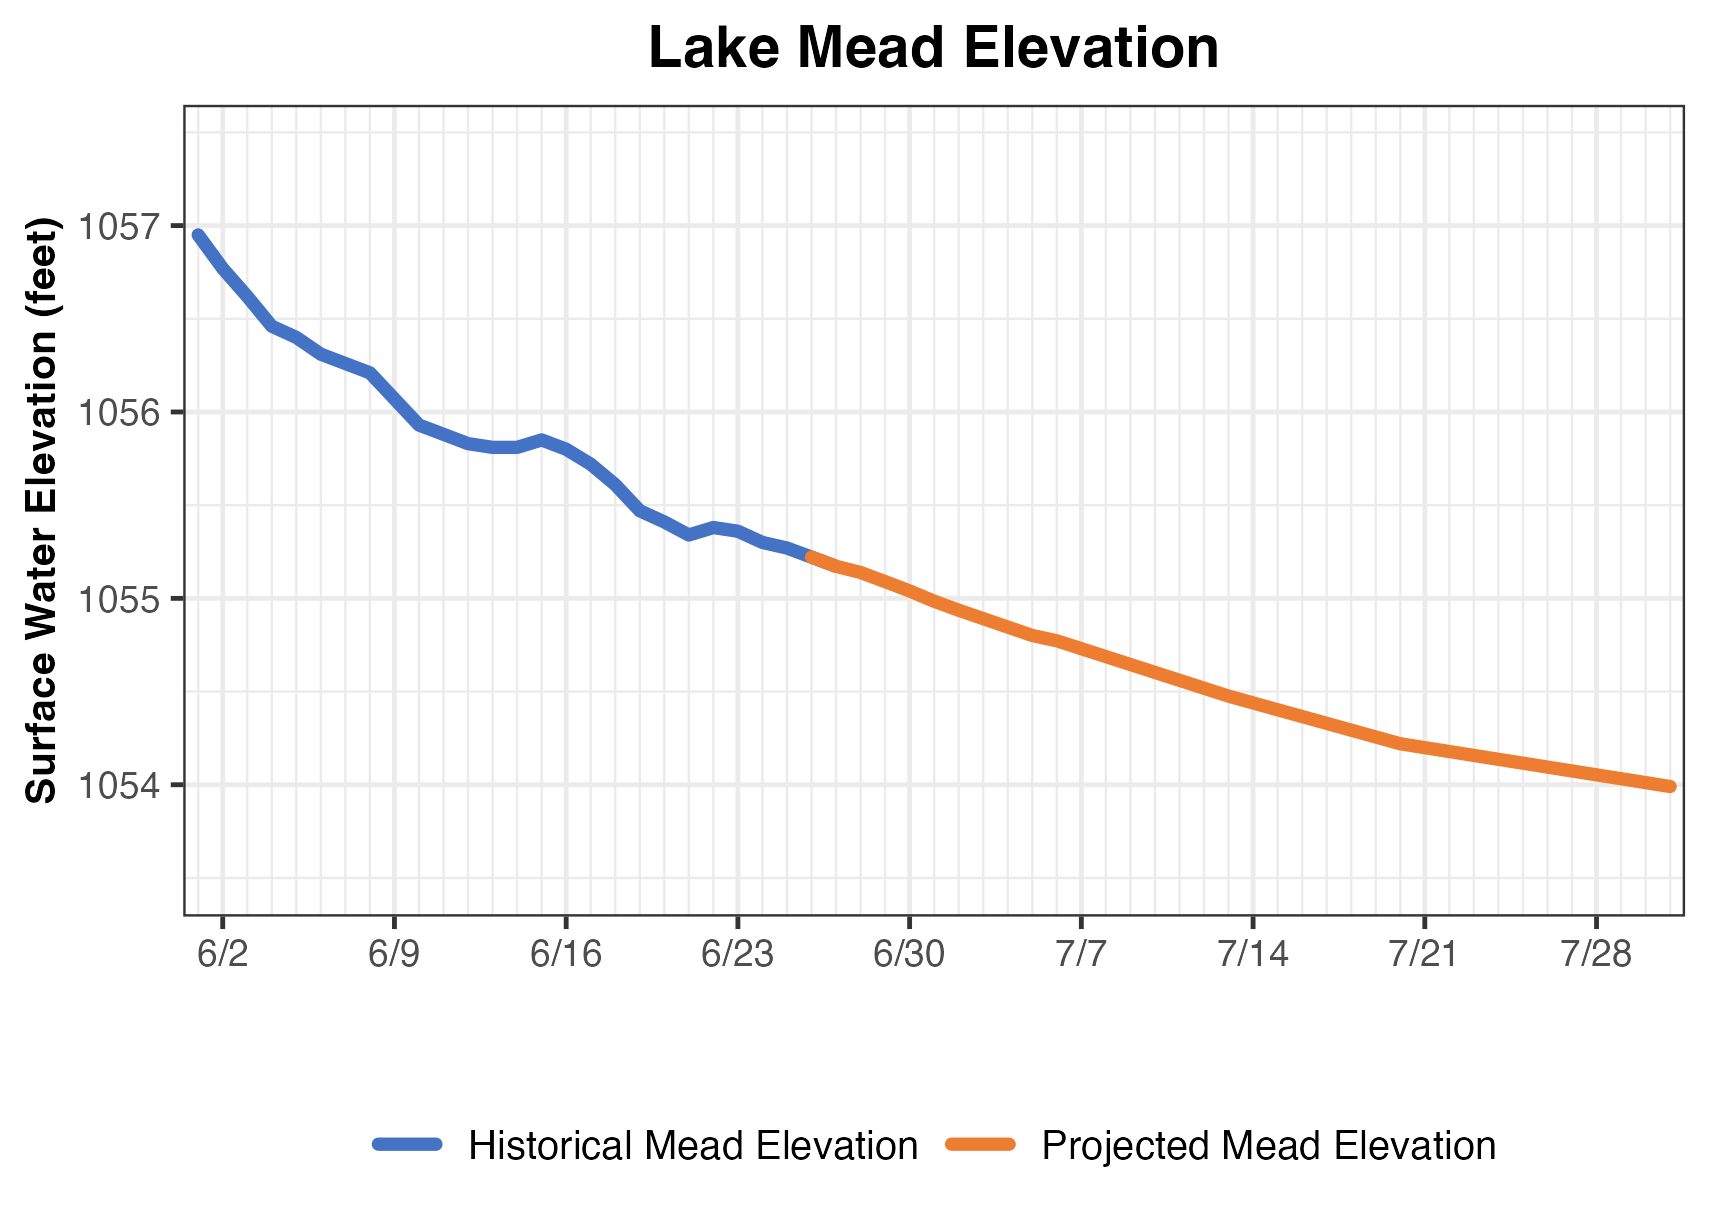 Lake Mead Elevation
Surface Water Elevation (feet)
1057
1056
1055
1054
6/2 6/9 6/16 6/23 6/30 7/7 7/14 7/21 7/28
Historical Mead Elevation Projected Mead Elevation